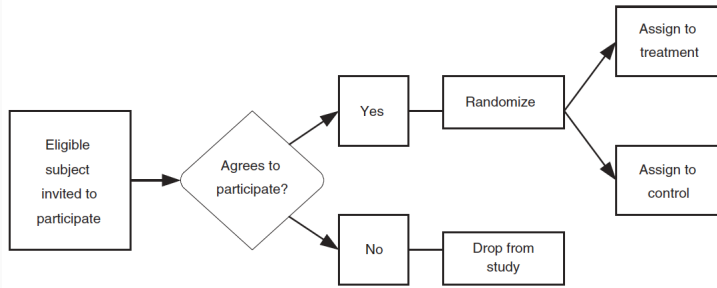 Eligible
subject
invited to
participate
Agrees to
participate?
Yes
Randomize
Assign to
treatment
Assign to
control
No
Drop from
study